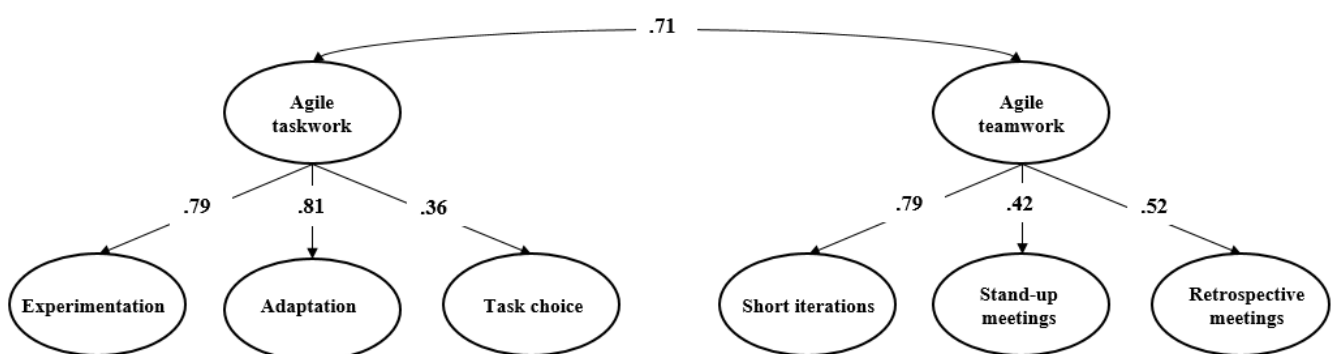 .71
Agile
taskwork
Agile
teamwork
.79
.81
.36
.79
.42
.52
Experimentation
Adaptation
Task choice
Short iterations
Stand-up
meetings
Retrospective
meetings